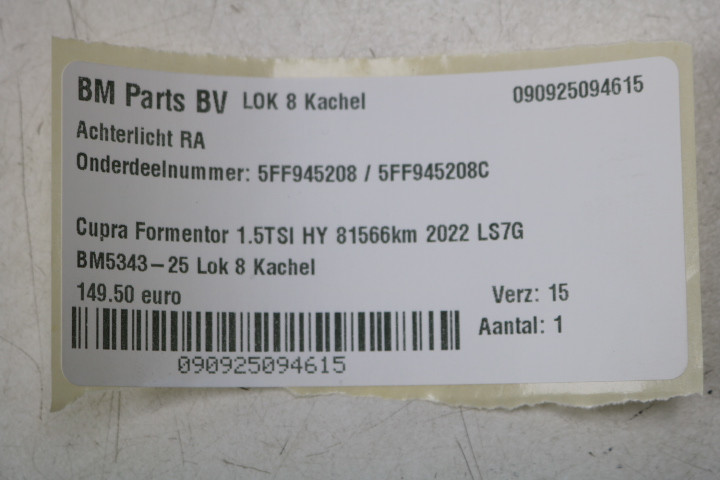 BM Parts BV LOK 8 Kachel 090925094615
Achterlicht RA
Onderdeelnummer: 5FF945208 / 5FF945208C
Cupra Formentor 1.5TSI HY 81566km 2022 LS7G
BM5343-25 Lok 8 Kachel
149.50 euro Verz: 15
Aantal: 1
090925094615